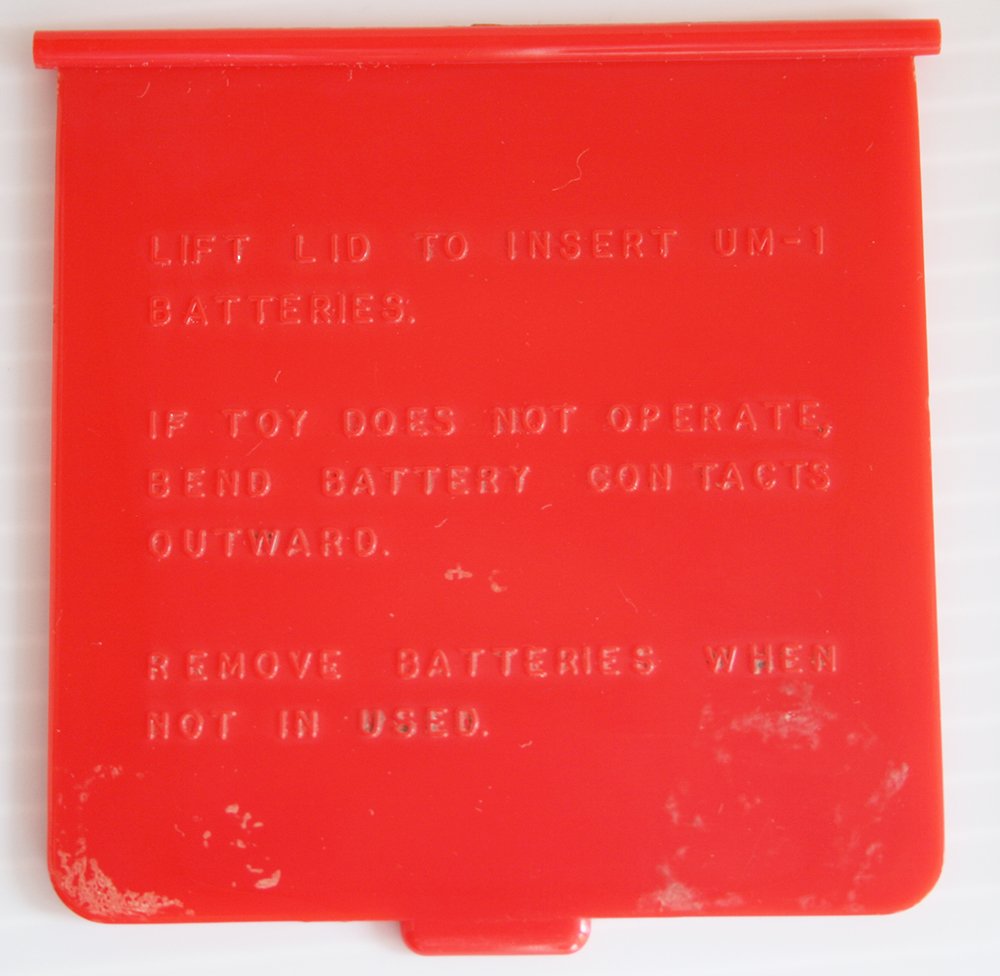 LIFT LID TO INSERT UM-1
BATTERIES.
IF TOY DOES NOT OPERATE,
BEND BATTERY CONTACTS
OUTWARD.
REMOVE BATTERIES WHEN
NOT IN USED.